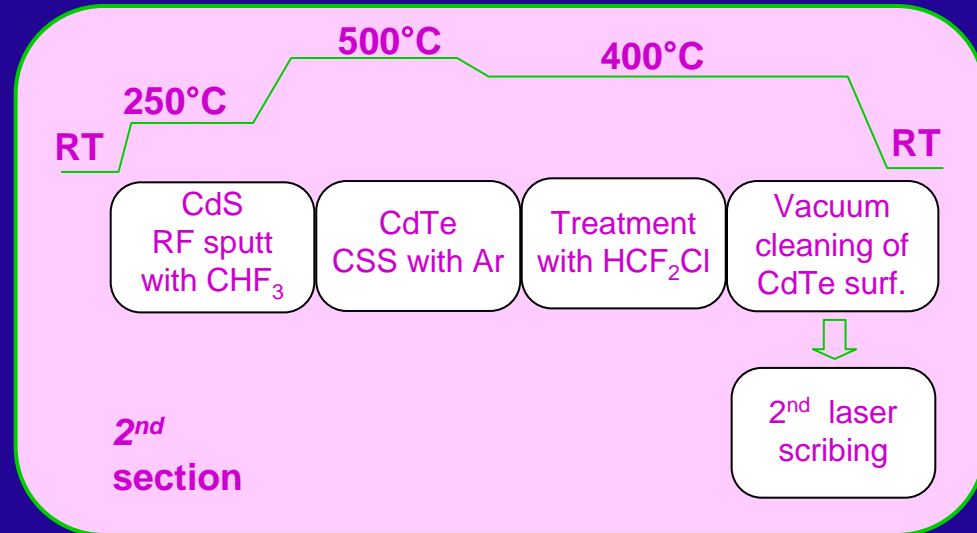 500°C
400°C
250°C
RT
RT
CdS
RF sputt
with CHF₃
CdTe
CSS with Ar
Treatment
with HCF₂Cl
Vacuum
cleaning of
CdTe surf.
2ⁿᵈ laser
scribing
2ⁿᵈ
section